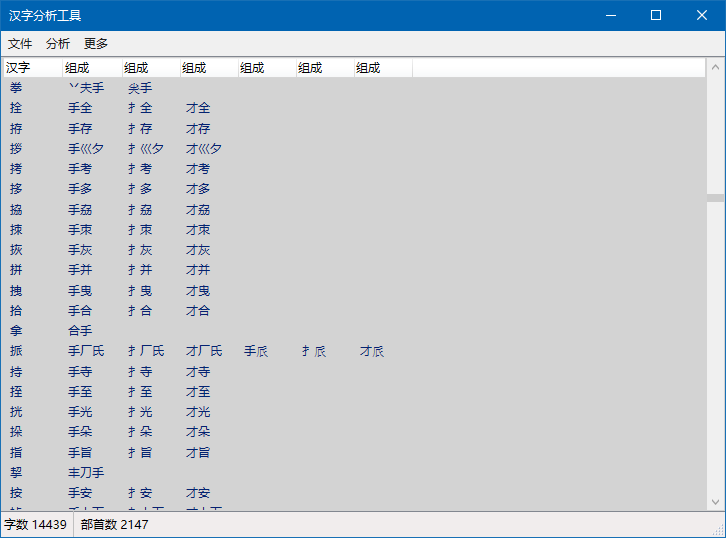 汉字分析工具
文件 分析 更多
汉字 组成 组成 组成 组成 组成 组成
拳 丷夫手 龹手
拴 手全 扌全 才全
拵 手存 扌存 才存
拶 手巛夕 扌巛夕 才巛夕
拷 手考 扌考 才考
拸 手多 扌多 才多
拹 手劦 扌劦 才劦
拺 手朿 扌朿 才朿
拻 手灰 扌灰 才灰
拼 手并 扌并 才并
拽 手曳 扌曳 才曳
拾 手合 扌合 才合
拿 合手
挀 手厂氏 扌厂氏 才厂氏 手𠂢 扌𠂢 才𠂢
持 手寺 扌寺 才寺
挃 手至 扌至 才至
挄 手光 扌光 才光
挅 手朵 扌朵 才朵
指 手旨 扌旨 才旨
挈 丰刀手
按 手安 扌安 才安
字数 14439 部首数 2147